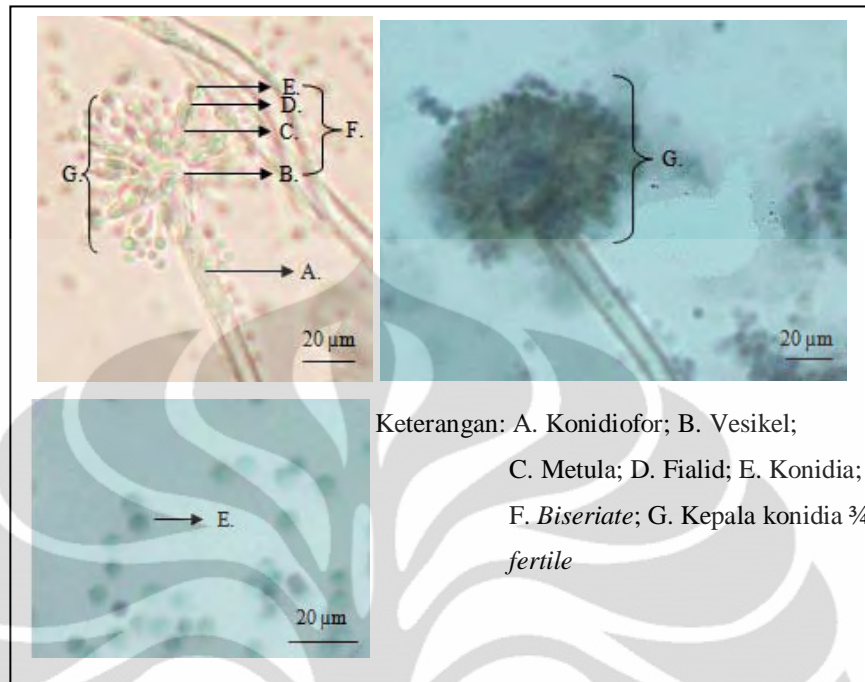 E.
D.
C.
F.
G.
B.
A.
20 µm
G.
20 µm
E.
20 µm
Keterangan: A. Konidiofor; B. Vesikel;
C. Metula; D. Fialid; E. Konidia;
F. Biseriate; G. Kepala konidia ¾
fertile